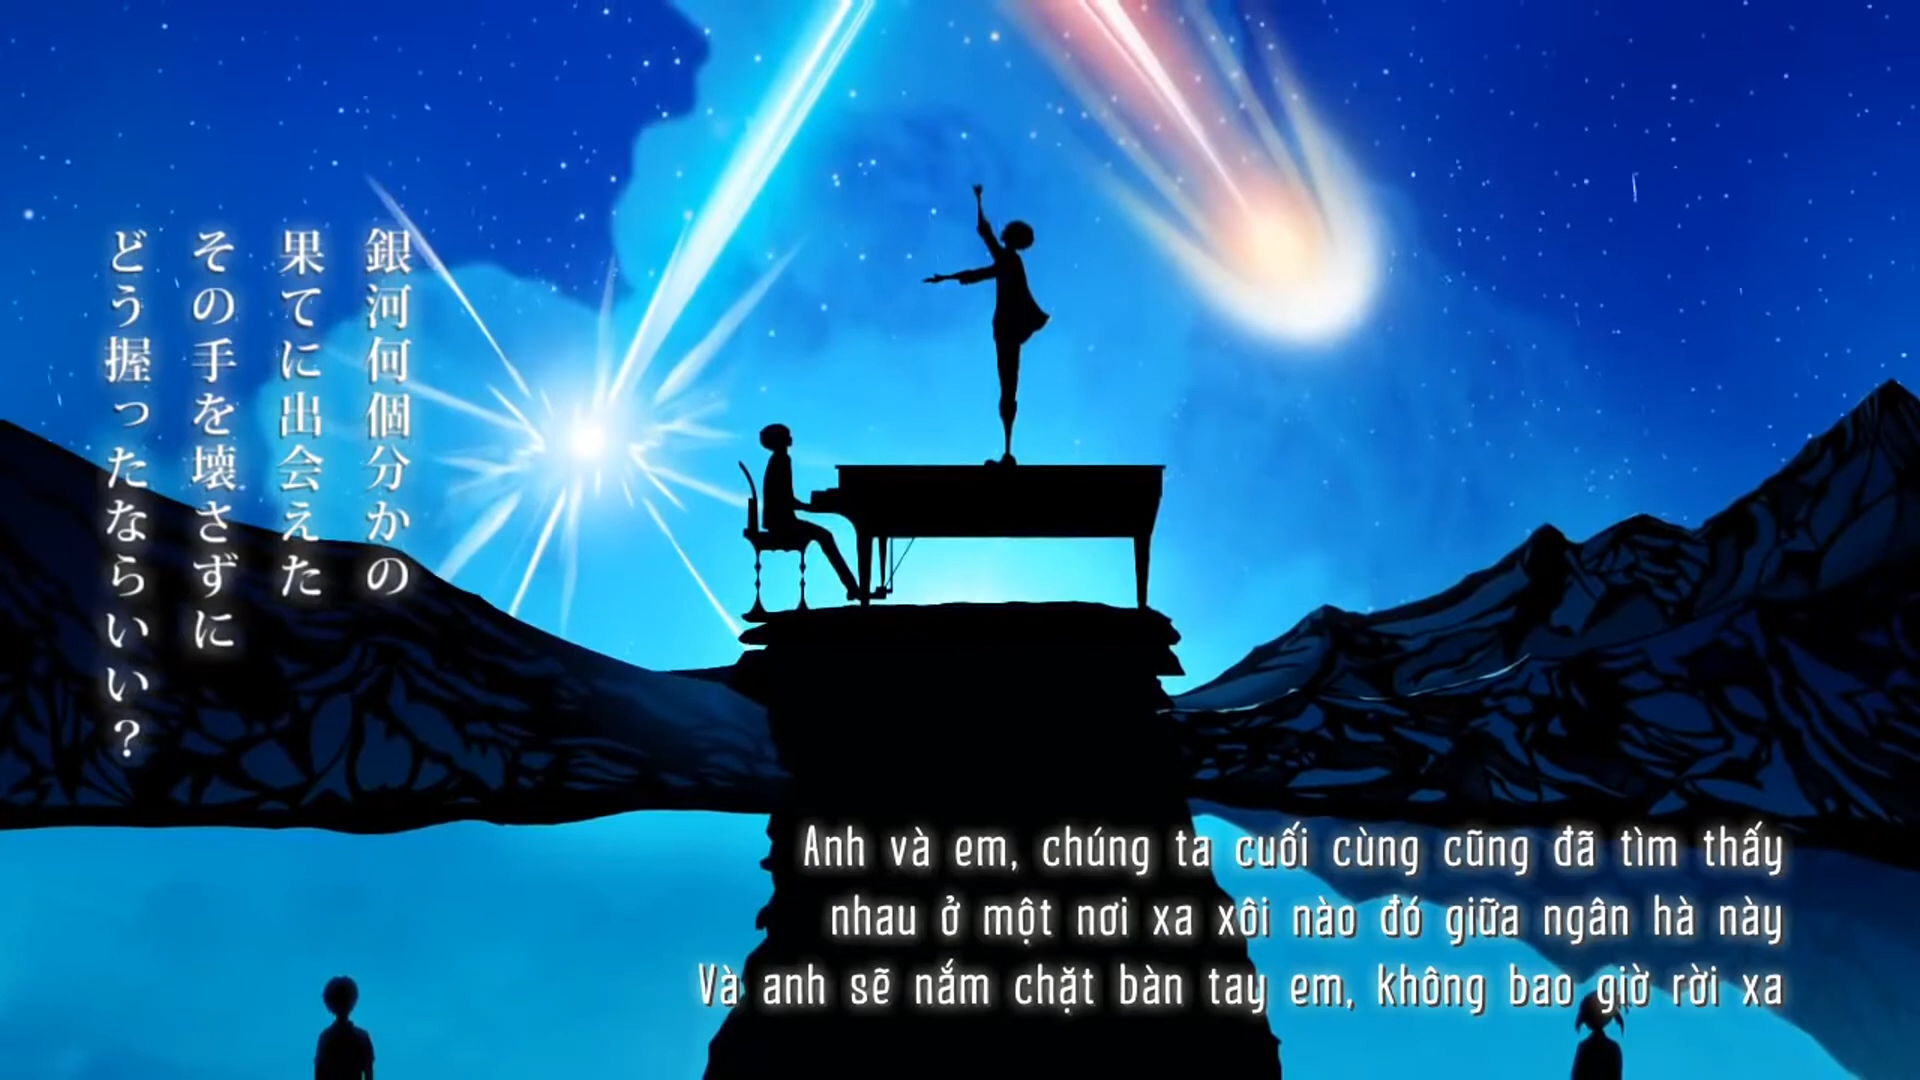 銀河何個分かの
果てに出会えた
その手を壊さずに
どう握ったならいい？
Anh và em, chúng ta cuối cùng cũng đã tìm thấy
nhau ở một nơi xa xôi nào đó giữa ngân hà này
Và anh sẽ nắm chặt bàn tay em, không bao giờ rời xa